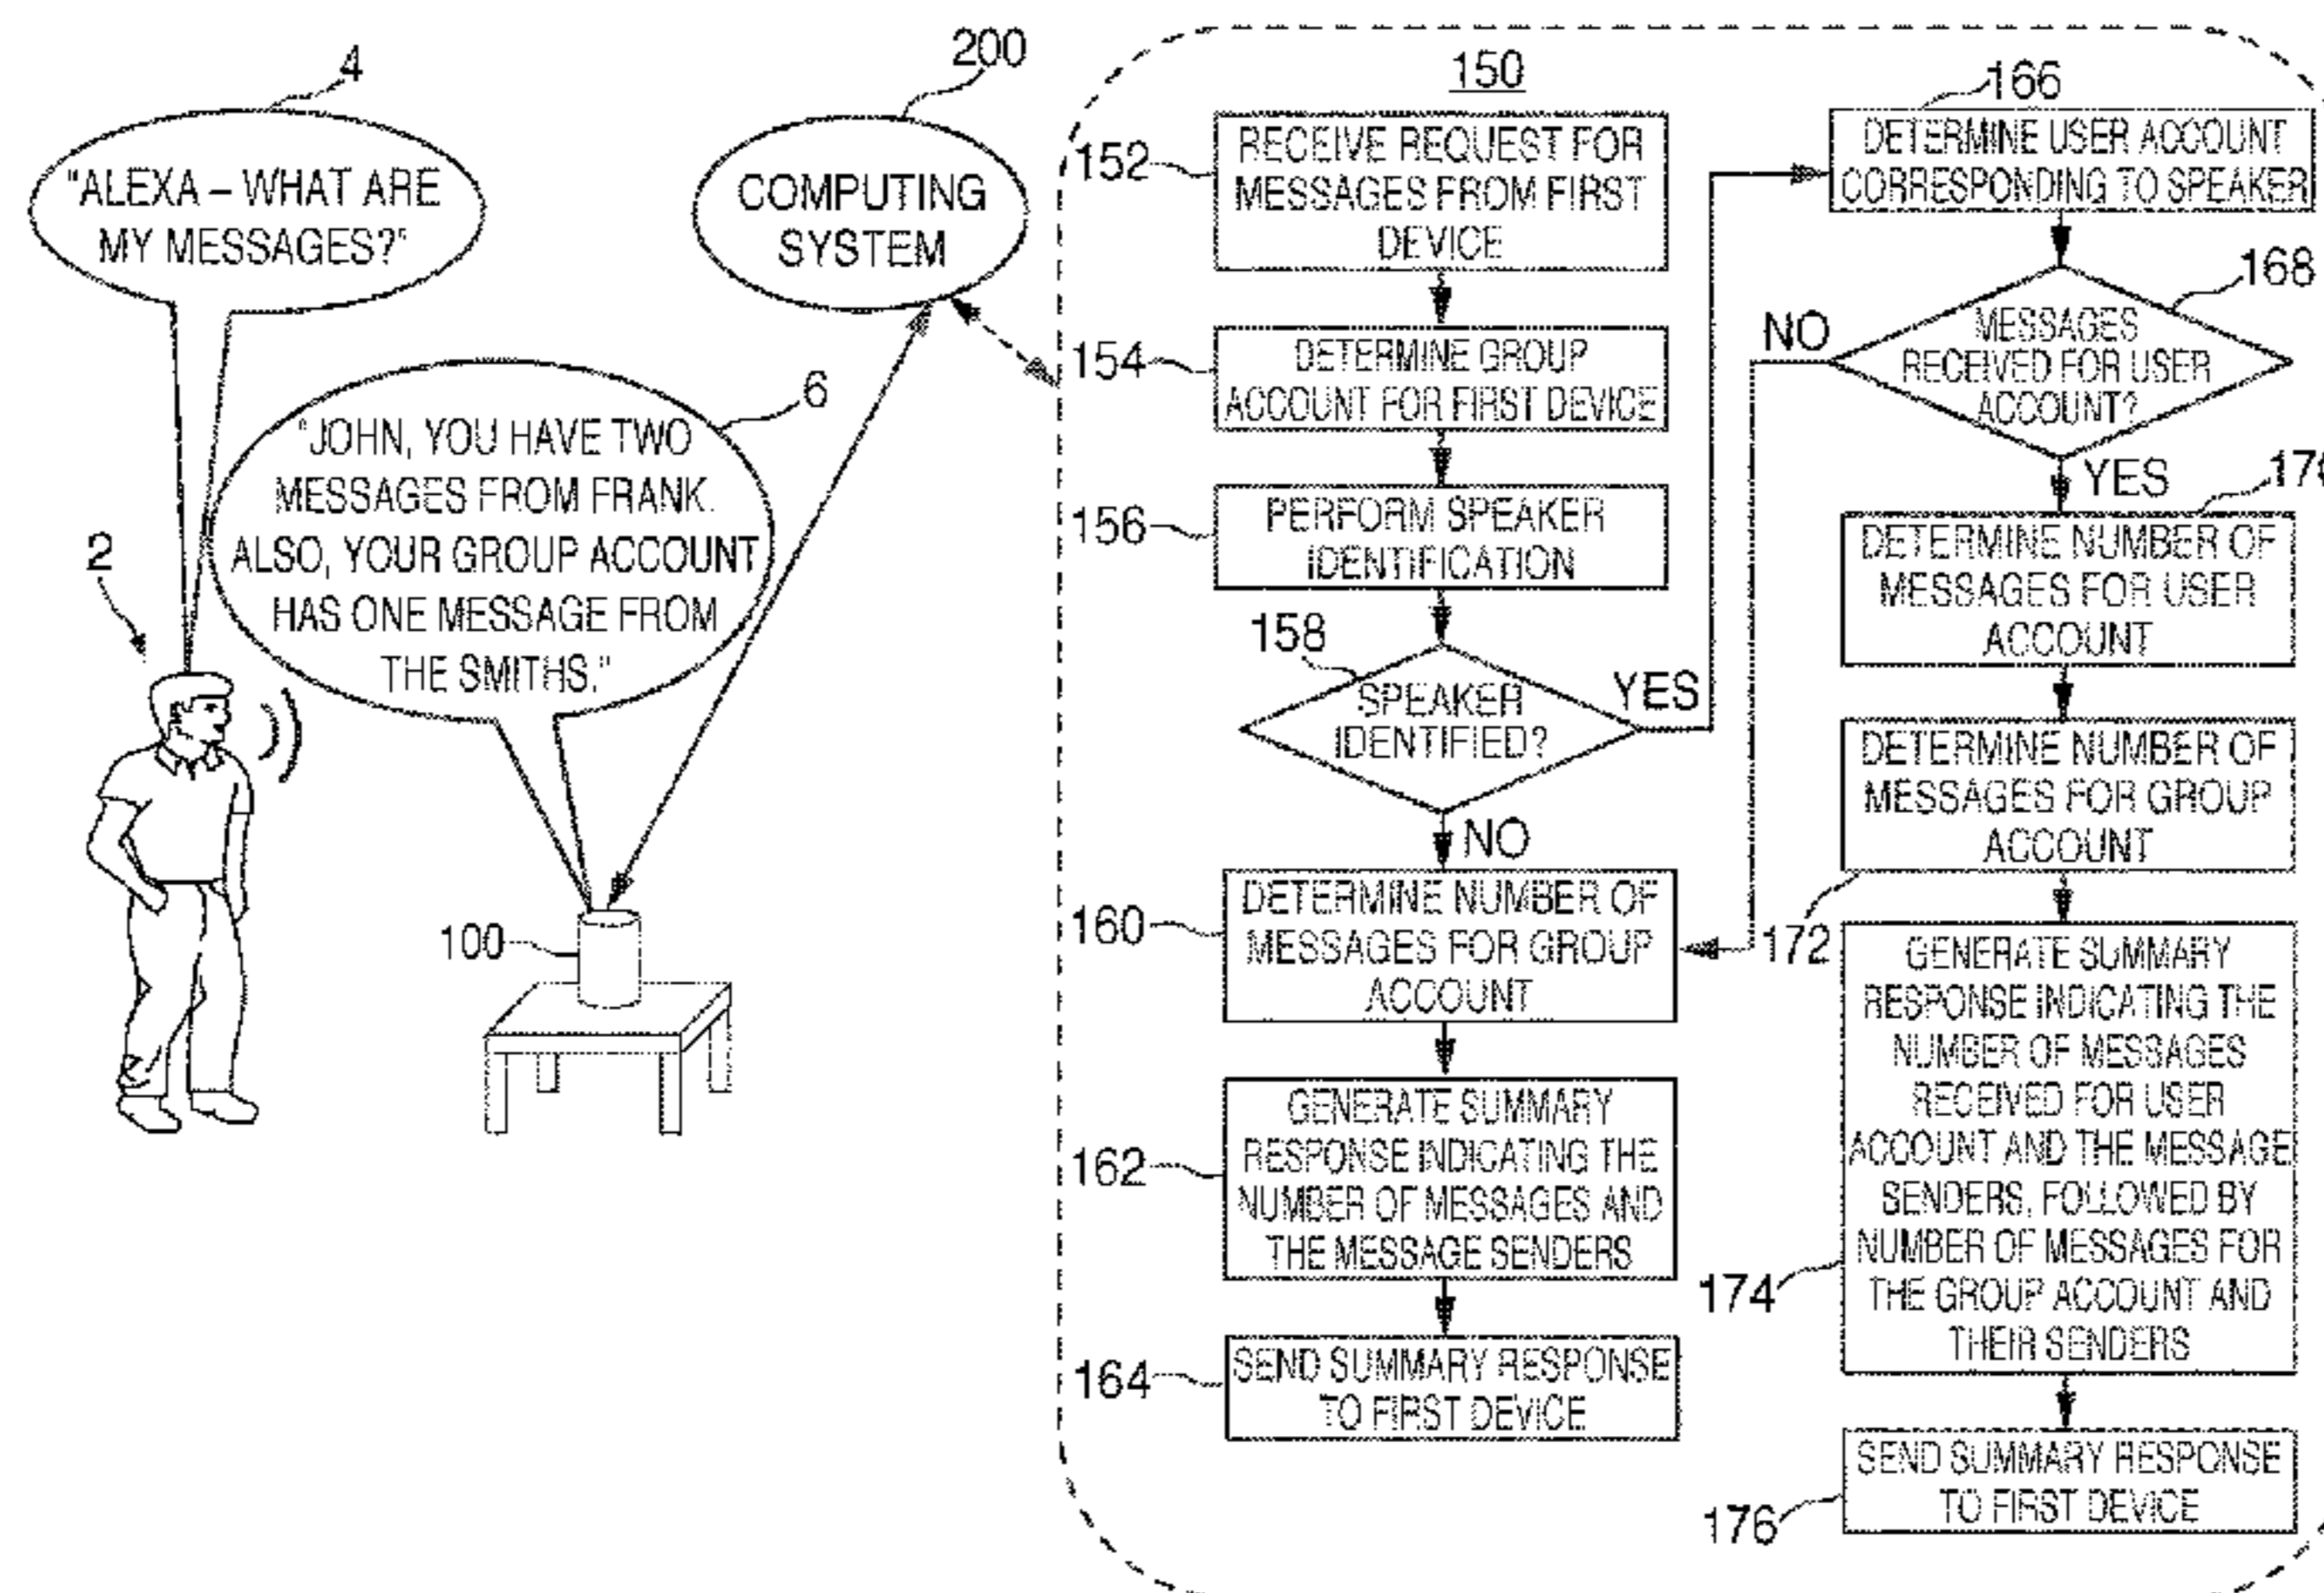 4
"ALEXA – WHAT ARE
MY MESSAGES?"
200
COMPUTING
SYSTEM
6
"JOHN, YOU HAVE TWO
MESSAGES FROM FRANK.
ALSO, YOUR GROUP ACCOUNT
HAS ONE MESSAGE FROM
THE SMITHS."
2
100
150
152
RECEIVE REQUEST FOR
MESSAGES FROM FIRST
DEVICE
154
DETERMINE GROUP
ACCOUNT FOR FIRST DEVICE
156
PERFORM SPEAKER
IDENTIFICATION
158
SPEAKER
IDENTIFIED?
YES
NO
160
DETERMINE NUMBER OF
MESSAGES FOR GROUP
ACCOUNT
162
GENERATE SUMMARY
RESPONSE INDICATING THE
NUMBER OF MESSAGES AND
THE MESSAGE SENDERS
164
SEND SUMMARY RESPONSE
TO FIRST DEVICE
166
DETERMINE USER ACCOUNT
CORRESPONDING TO SPEAKER
168
MESSAGES
RECEIVED FOR USER
ACCOUNT?
NO
YES
DETERMINE NUMBER OF
MESSAGES FOR USER
ACCOUNT
DETERMINE NUMBER OF
MESSAGES FOR GROUP
ACCOUNT
172
GENERATE SUMMARY
RESPONSE INDICATING THE
NUMBER OF MESSAGES
RECEIVED FOR USER
ACCOUNT AND THE MESSAGE
SENDERS, FOLLOWED BY
NUMBER OF MESSAGES FOR
THE GROUP ACCOUNT AND
THEIR SENDERS
174
SEND SUMMARY RESPONSE
TO FIRST DEVICE
176